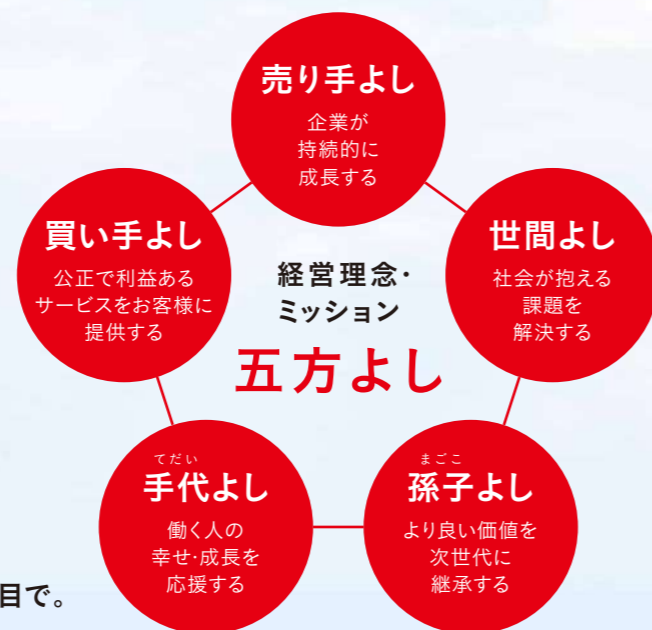 売り手よし
企業が
持続的に
成長する
買い手よし
公正で利益ある
サービスをお客様に
提供する
世間よし
社会が抱える
課題を
解決する
経営理念・
ミッション
五方よし
てだい
手代よし
働く人の
幸せ・成長を
応援する
まごこ
孫子よし
より良い価値を
次世代に
継承する
目で。